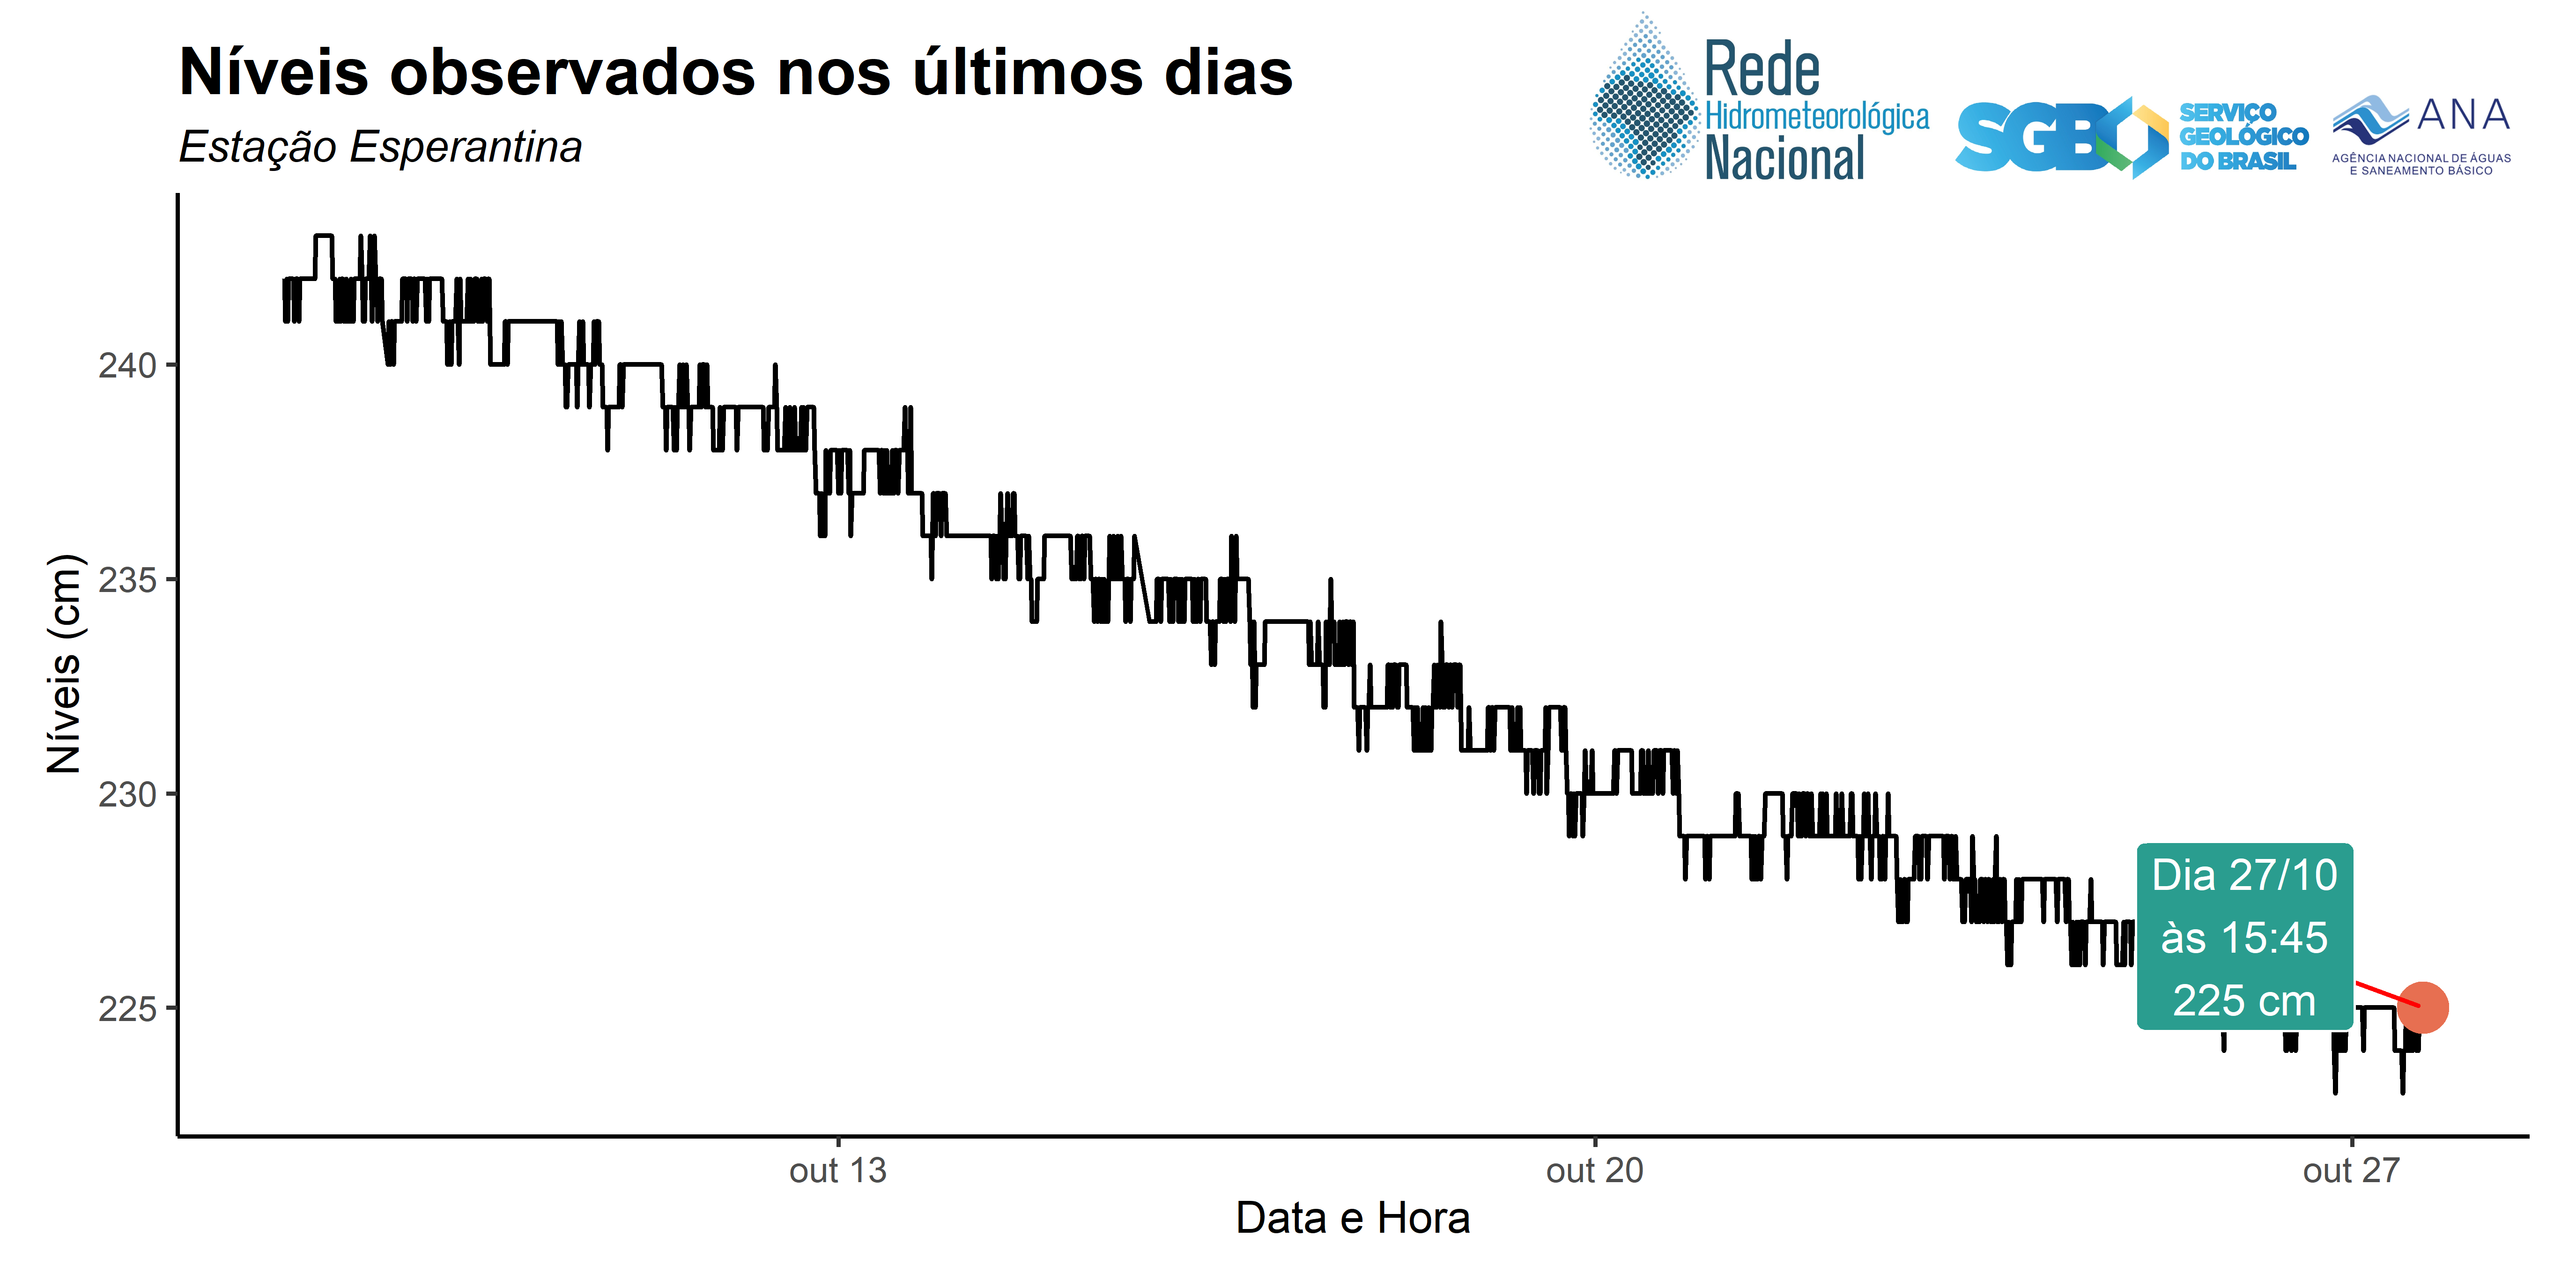 Níveis observados nos últimos dias
Estação Esperantina
Rede
Hidrometeorológica
Nacional
SGB
SERVIÇO
GEOLÓGICO
DO BRASIL
ANA
AGÊNCIA NACIONAL DE ÁGUAS
E SANEAMENTO BÁSICO
Níveis (cm)
240
235
230
225
Dia 27/10
às 15:45
225 cm
out 13
out 20
out 27
Data e Hora